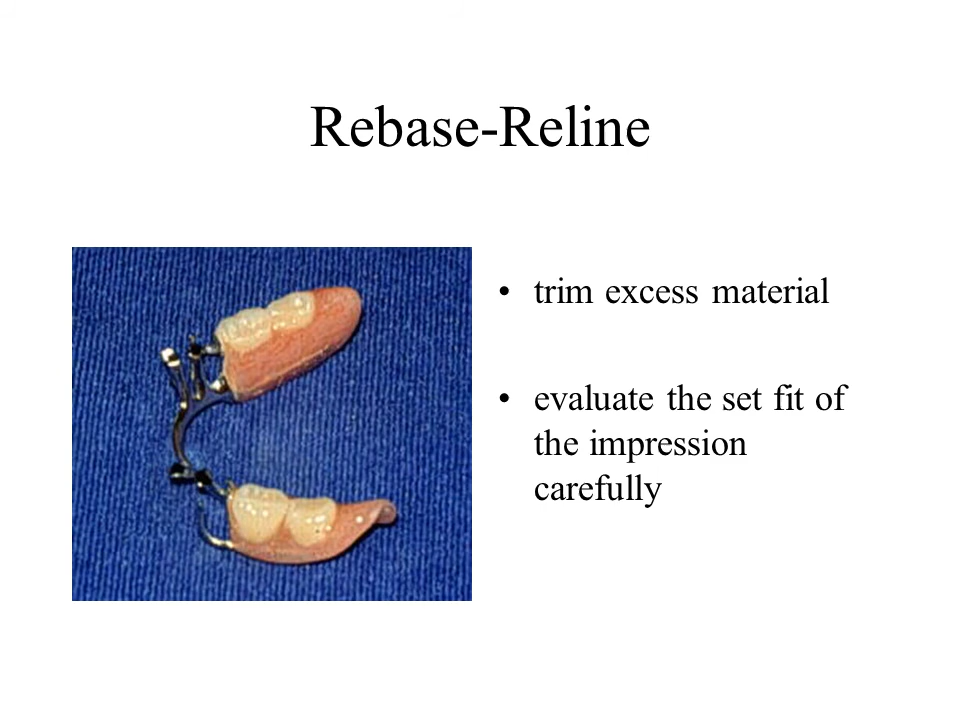 Rebase-Reline
• trim excess material
• evaluate the set fit of
the impression
carefully